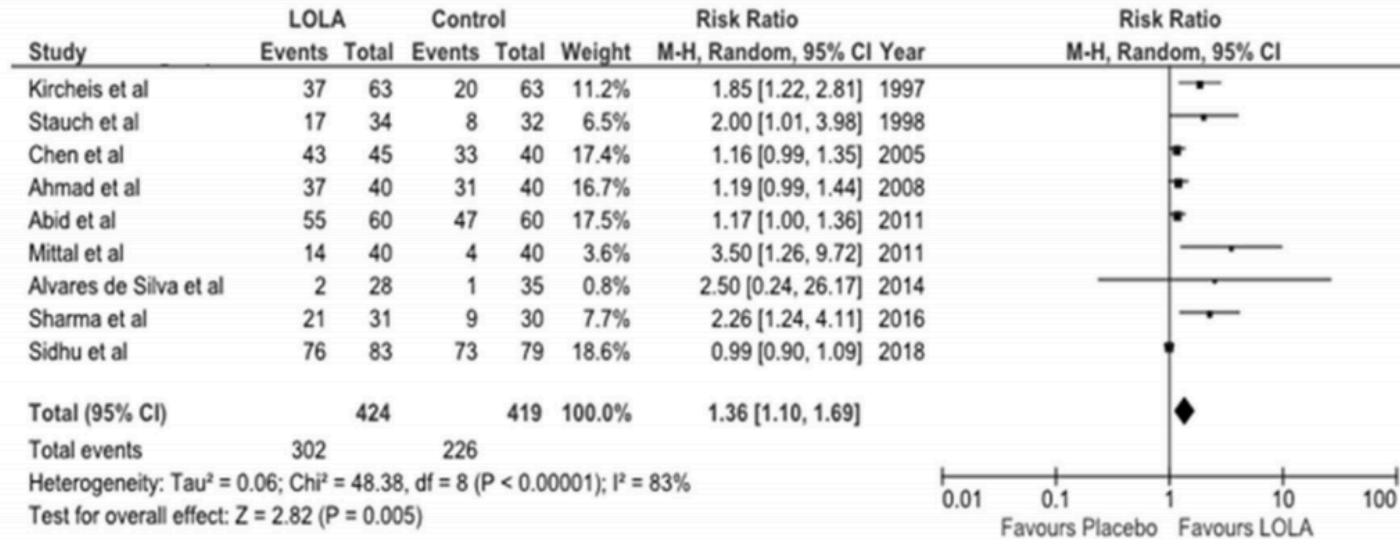 LOLA Control Risk Ratio Risk Ratio
Study Events Total Events Total Weight M-H, Random, 95% CI Year M-H, Random, 95% CI
Kircheis et al 37 63 20 63 11.2% 1.85 [1.22, 2.81] 1997
Stauch et al 17 34 8 32 6.5% 2.00 [1.01, 3.98] 1998
Chen et al 43 45 33 40 17.4% 1.16 [0.99, 1.35] 2005
Ahmad et al 37 40 31 40 16.7% 1.19 [0.99, 1.44] 2008
Abid et al 55 60 47 60 17.5% 1.17 [1.00, 1.36] 2011
Mittal et al 14 40 4 40 3.6% 3.50 [1.26, 9.72] 2011
Alvares de Silva et al 2 28 1 35 0.8% 2.50 [0.24, 26.17] 2014
Sharma et al 21 31 9 30 7.7% 2.26 [1.24, 4.11] 2016
Sidhu et al 76 83 73 79 18.6% 0.99 [0.90, 1.09] 2018
Total (95% CI) 424 419 100.0% 1.36 [1.10, 1.69]
Total events 302 226
Heterogeneity: Tau² = 0.06; Chi² = 48.38, df = 8 (P < 0.00001); I² = 83%
Test for overall effect: Z = 2.82 (P = 0.005)
0.01 0.1 1 10 100
Favours Placebo Favours LOLA